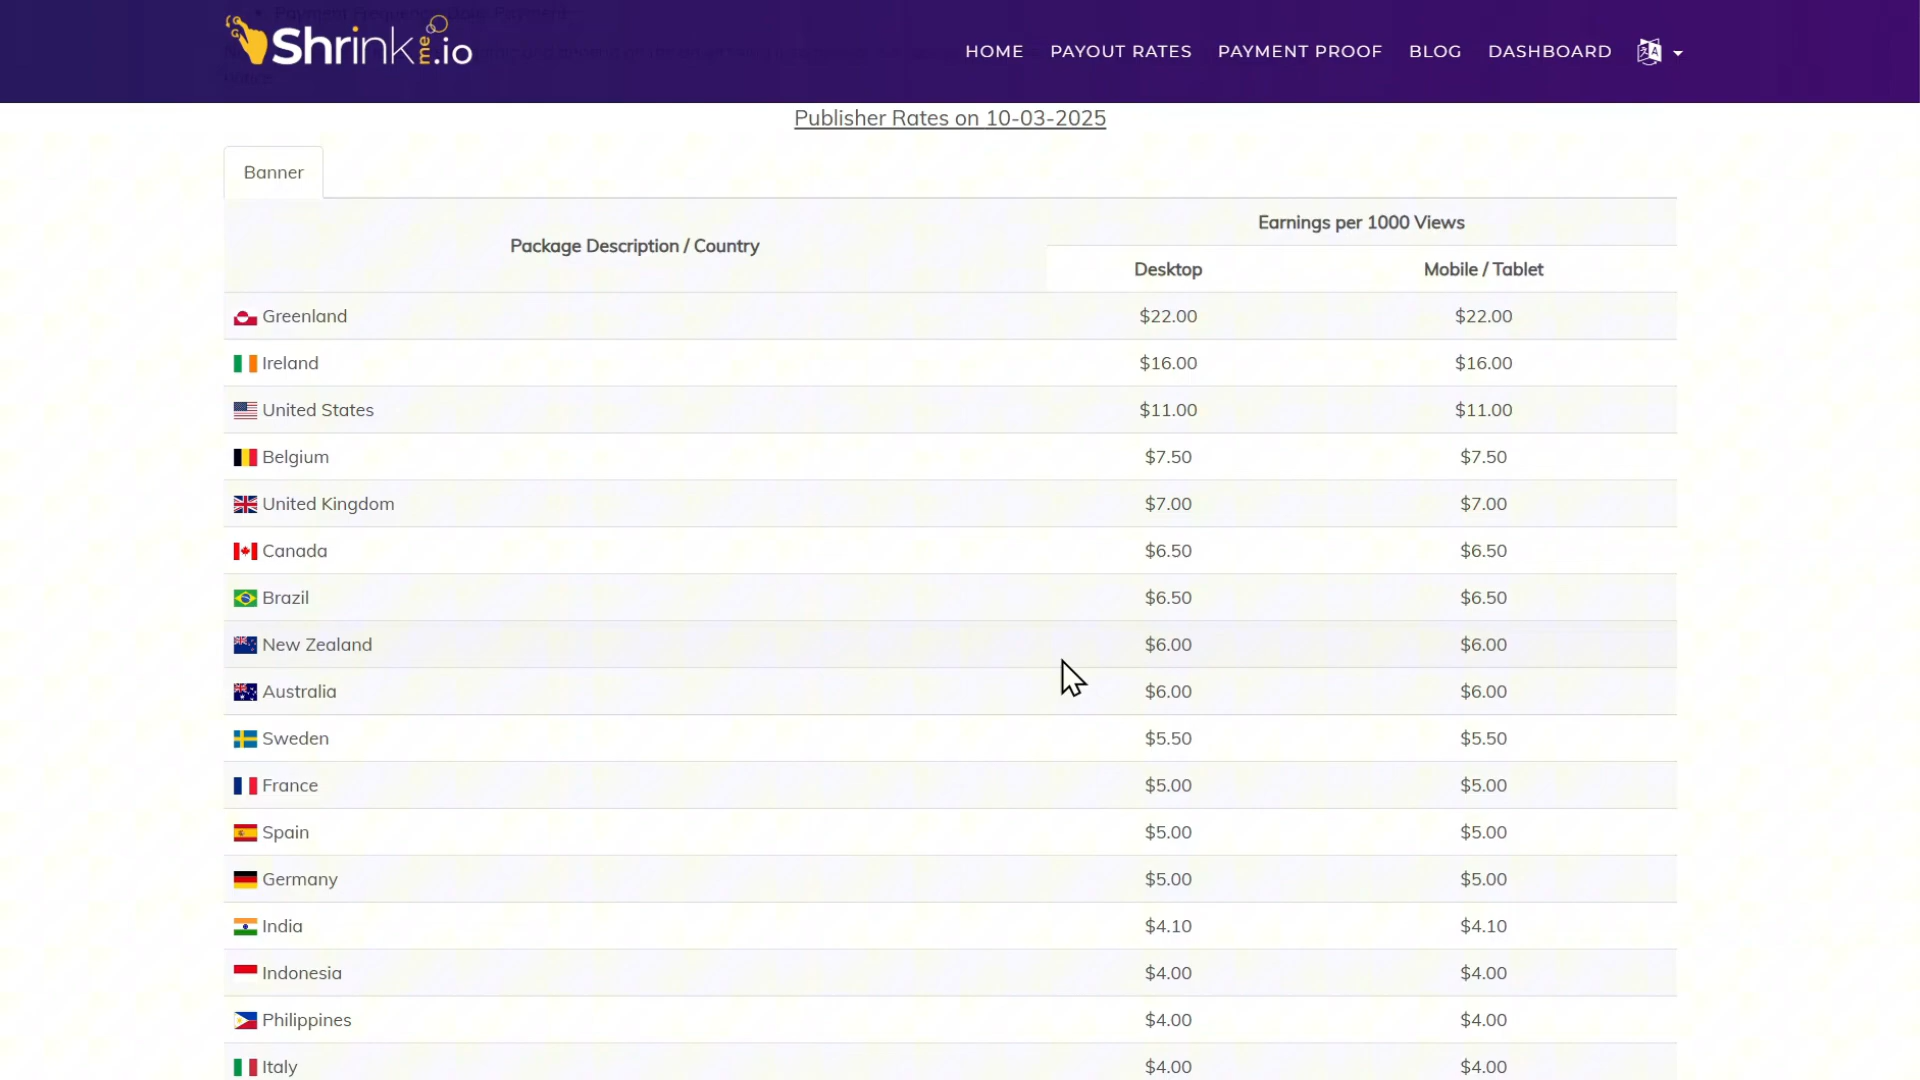 Shrinkme.io
HOME PAYOUT RATES PAYMENT PROOF BLOG DASHBOARD
Publisher Rates on 10-03-2025
Banner
Package Description / Country
Earnings per 1000 Views
Desktop Mobile / Tablet
Greenland $22.00 $22.00
Ireland $16.00 $16.00
United States $11.00 $11.00
Belgium $7.50 $7.50
United Kingdom $7.00 $7.00
Canada $6.50 $6.50
Brazil $6.50 $6.50
New Zealand $6.00 $6.00
Australia $6.00 $6.00
Sweden $5.50 $5.50
France $5.00 $5.00
Spain $5.00 $5.00
Germany $5.00 $5.00
India $4.10 $4.10
Indonesia $4.00 $4.00
Philippines $4.00 $4.00
Italy $4.00 $4.00